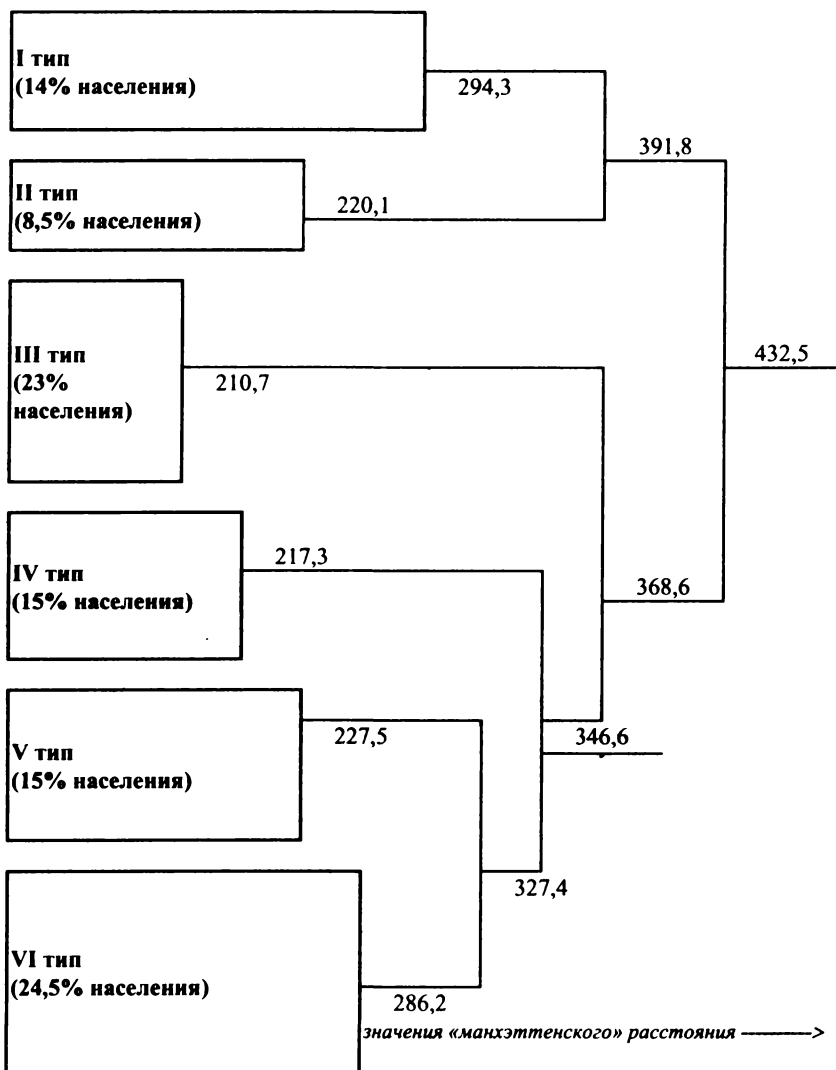 I тип
(14% населения)
294,3
391,8
II тип
(8,5% населения)
220,1
432,5
III тип
(23%
населения)
210,7
217,3
IV тип
(15% населения)
368,6
V тип
(15% населения)
227,5
346,6
327,4
VI тип
(24,5% населения)
286,2
значения «манхэттенского» расстояния